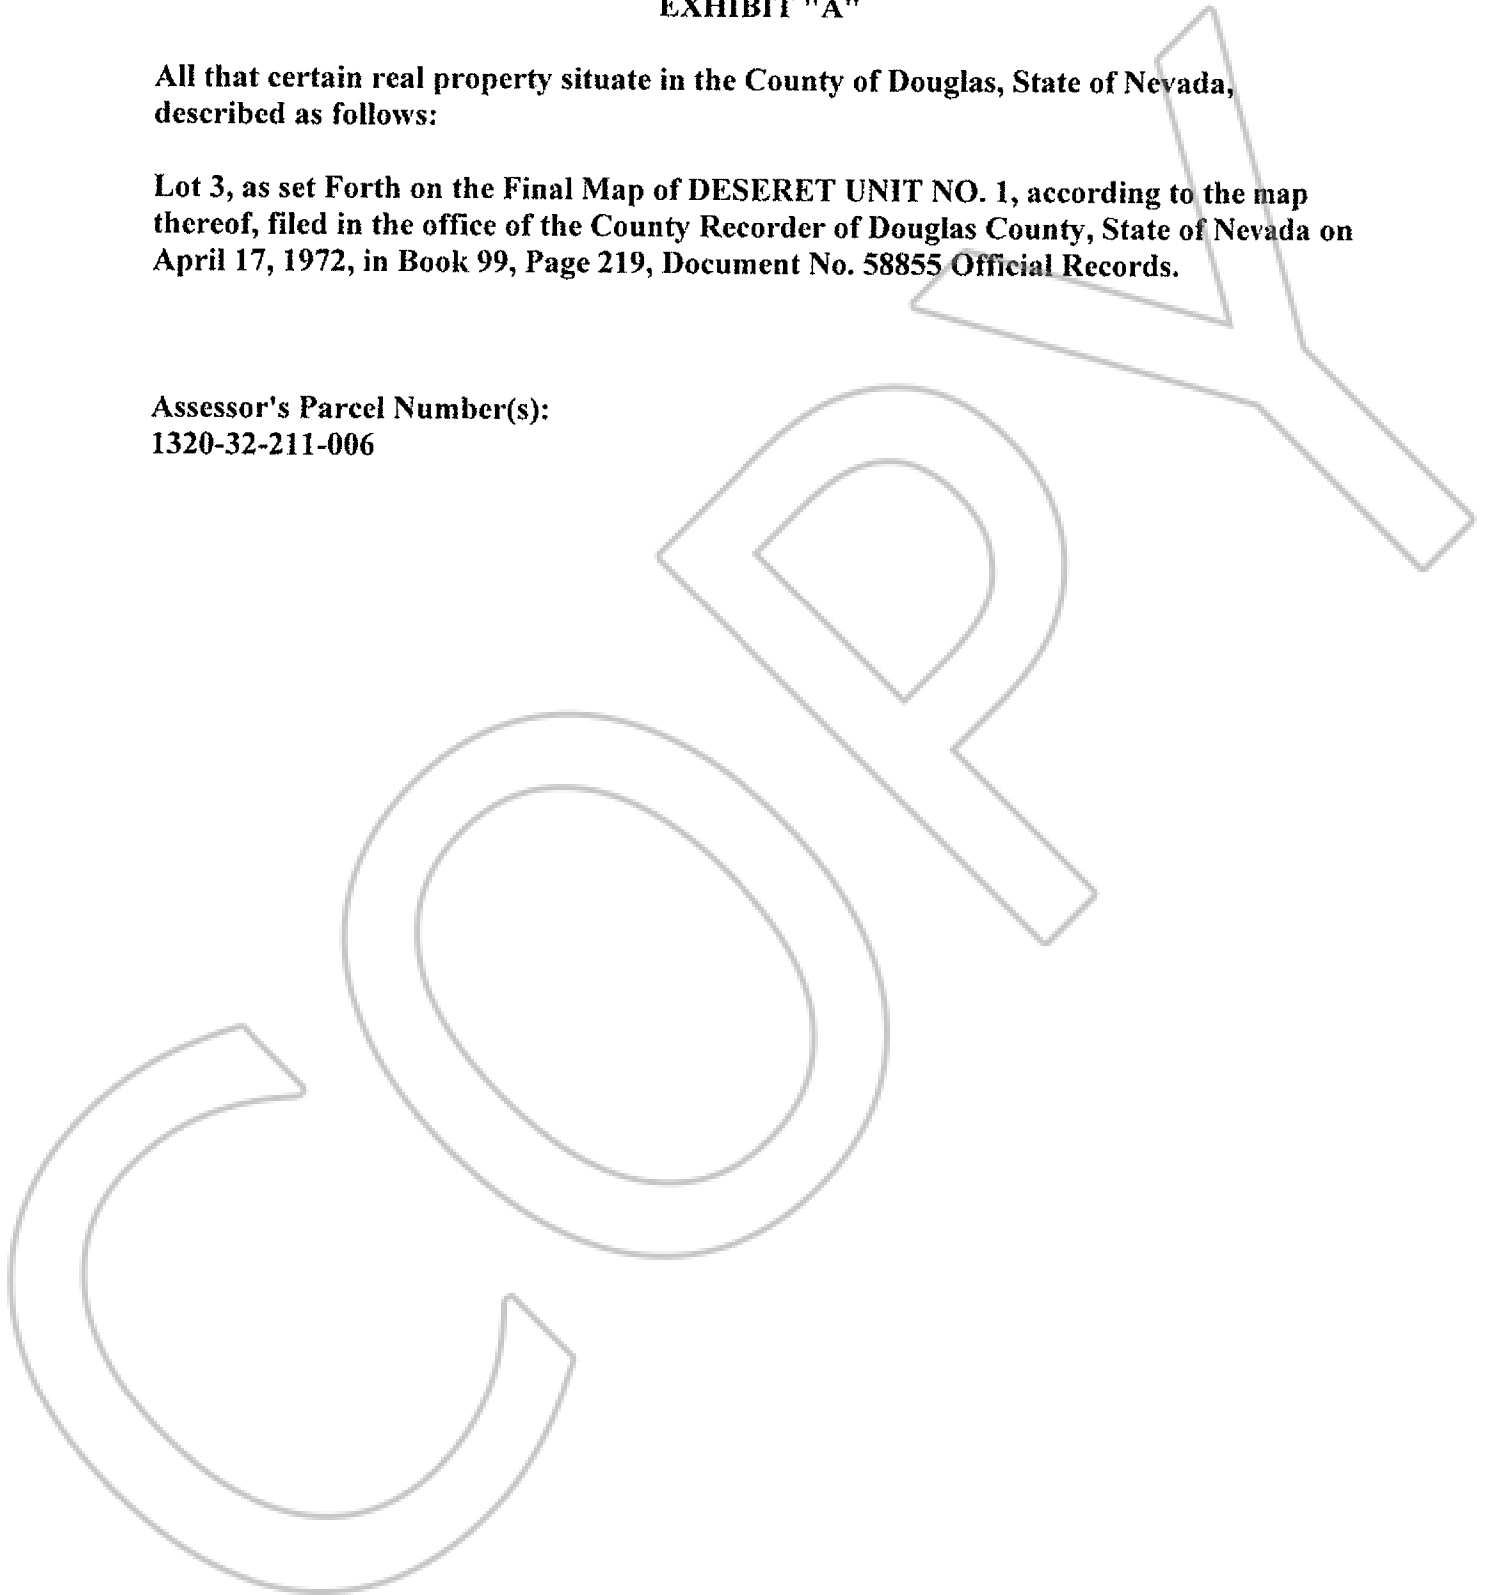 EXHIBIT "A"
All that certain real property situate in the County of Douglas, State of Nevada,
described as follows:
Lot 3, as set Forth on the Final Map of DESERET UNIT NO. 1, according to the map
thereof, filed in the office of the County Recorder of Douglas County, State of Nevada on
April 17, 1972, in Book 99, Page 219, Document No. 58855 Official Records.
Assessor's Parcel Number(s):
1320-32-211-006
COPY